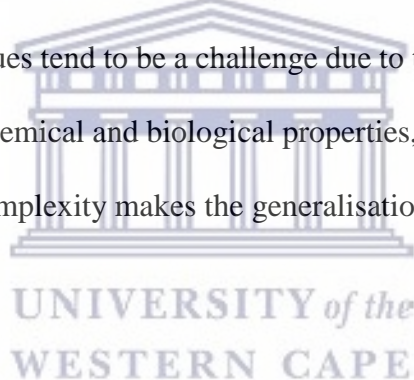 ues tend to be a challenge due to
emical and biological properties,
mplexity makes the generalisation
UNIVERSITY of the
WESTERN CAPE